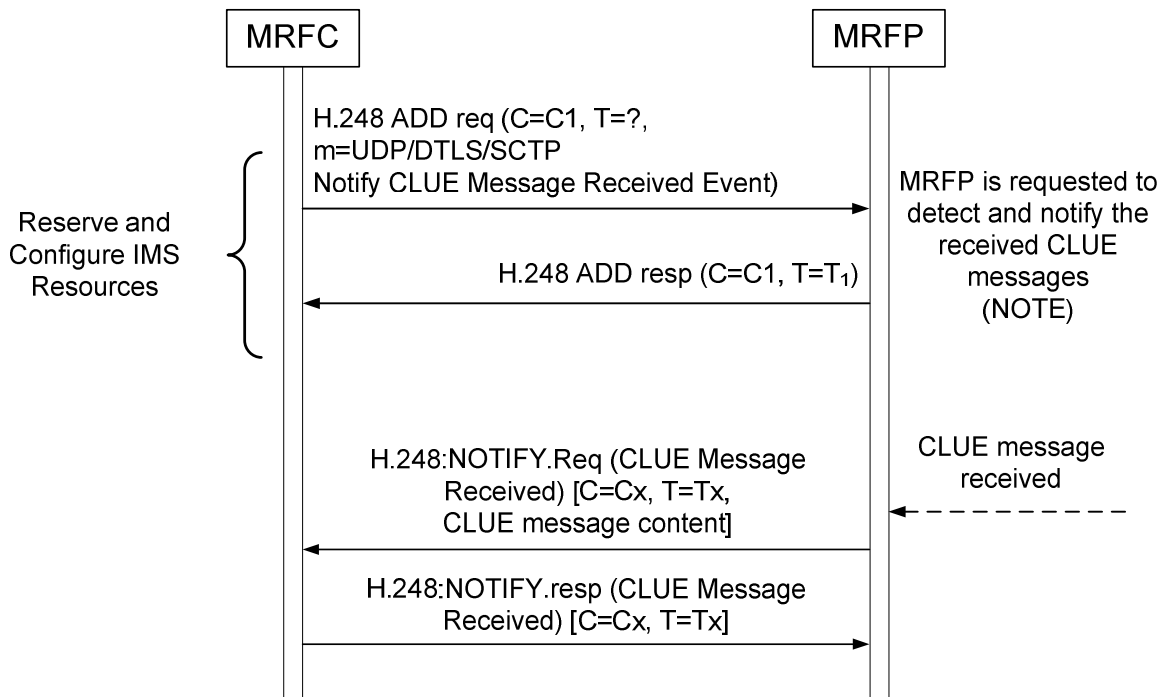 MRFC
MRFP
H.248 ADD req (C=C1, T=?,
m=UDP/DTLS/SCTP
Notify CLUE Message Received Event)
Reserve and
Configure IMS
Resources
MRFP is requested to
detect and notify the
received CLUE
messages
(NOTE)
H.248 ADD resp (C=C1, T=T₁)
CLUE message
received
H.248:NOTIFY.Req (CLUE Message
Received) [C=Cx, T=Tx,
CLUE message content]
H.248:NOTIFY.resp (CLUE Message
Received) [C=Cx, T=Tx]